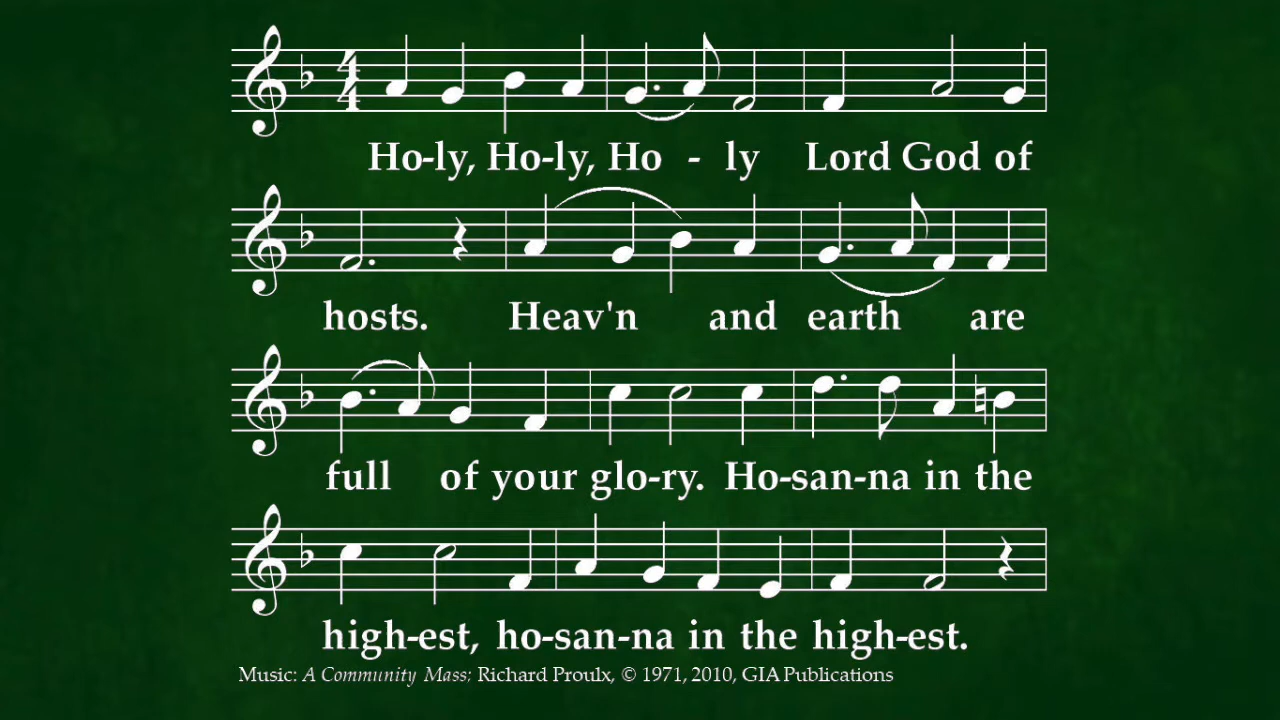 Ho-ly, Ho-ly, Ho - ly Lord God of
hosts. Heav'n and earth are
full of your glo-ry. Ho-san-na in the
high-est, ho-san-na in the high-est.
Music: A Community Mass; Richard Proulx, © 1971, 2010, GIA Publications